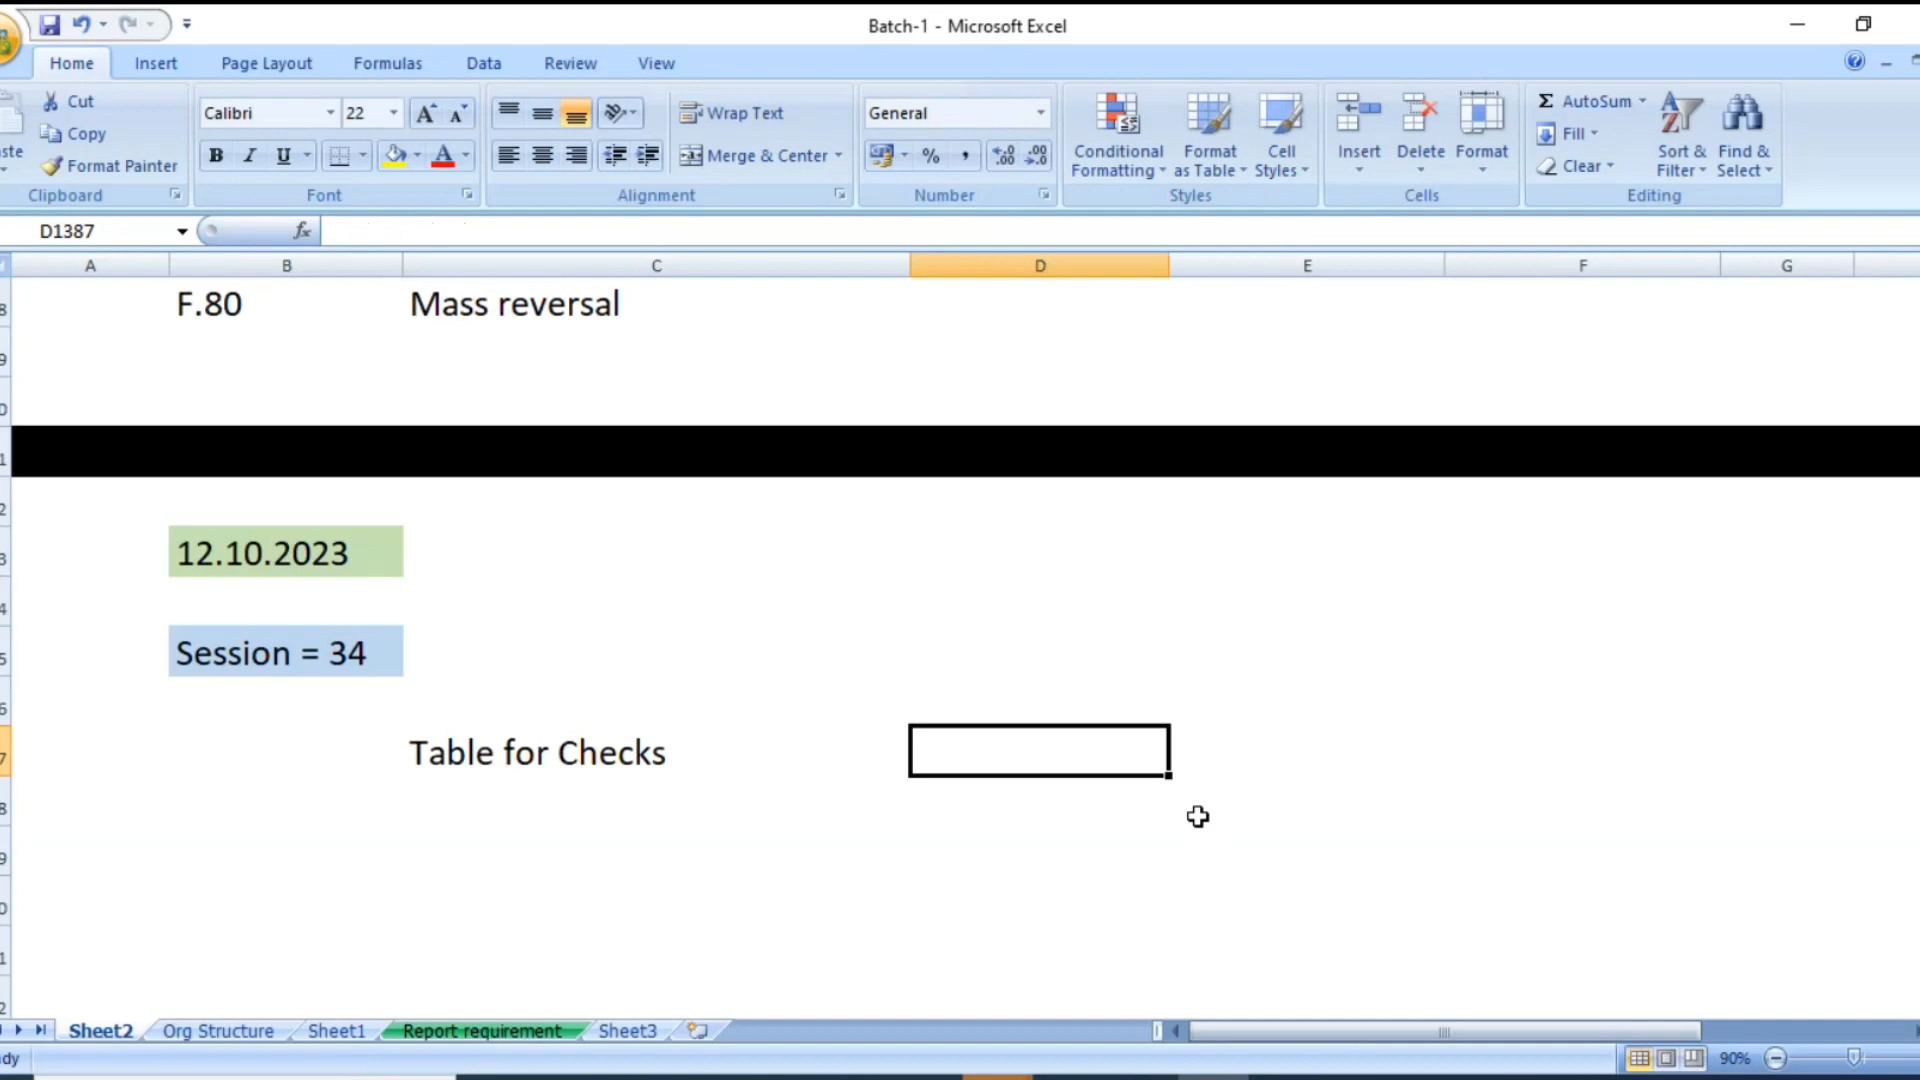 Batch-1 - Microsoft Excel
Home Insert Page Layout Formulas Data Review View
Cut
Copy
Format Painter
Clipboard
Calibri 22
B I U A
Font
Wrap Text
Merge & Center
Alignment
General
% ,
Number
Conditional Formatting
Format as Table
Cell Styles
Styles
Insert
Delete
Format
Cells
Σ AutoSum
Fill
Clear
Sort & Filter
Find & Select
Editing
D1387 fx
A B C D E F G
F.80 Mass reversal
12.10.2023
Session = 34
Table for Checks
Sheet2 Org Structure Sheet1 Report requirement Sheet3
90%